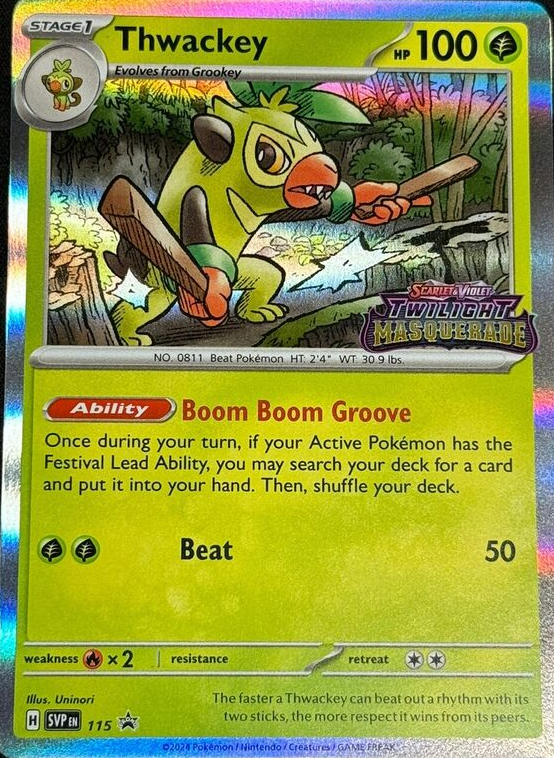 STAGE 1
Thwackey
HP 100
Evolves from Grookey
SCARLET & VIOLET
TWILIGHT
MASQUERADE
NO. 0811 Beat Pokémon HT: 2'4" WT: 30.9 lbs.
Ability Boom Boom Groove
Once during your turn, if your Active Pokémon has the
Festival Lead Ability, you may search your deck for a card
and put it into your hand. Then, shuffle your deck.
Beat 50
weakness ×2 resistance retreat
Illus. Uninori
The faster a Thwackey can beat out a rhythm with its
two sticks, the more respect it wins from its peers.
H SVP EN 115
©2024 Pokémon / Nintendo / Creatures / GAME FREAK